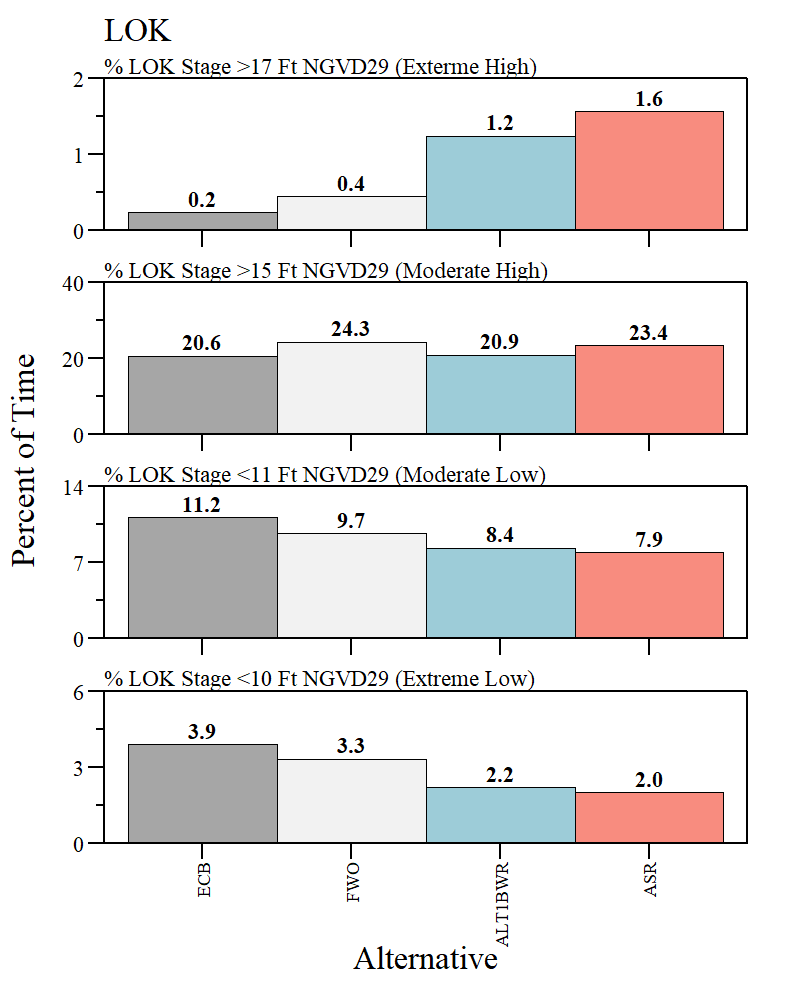 LOK
% LOK Stage >17 Ft NGVD29 (Exterme High)
2
1
0
0.2
0.4
1.2
1.6
% LOK Stage >15 Ft NGVD29 (Moderate High)
40
20
0
20.6
24.3
20.9
23.4
% LOK Stage <11 Ft NGVD29 (Moderate Low)
14
7
0
11.2
9.7
8.4
7.9
% LOK Stage <10 Ft NGVD29 (Extreme Low)
6
3
0
3.9
3.3
2.2
2.0
ECB
FWO
ALT1BWR
ASR
Percent of Time
Alternative